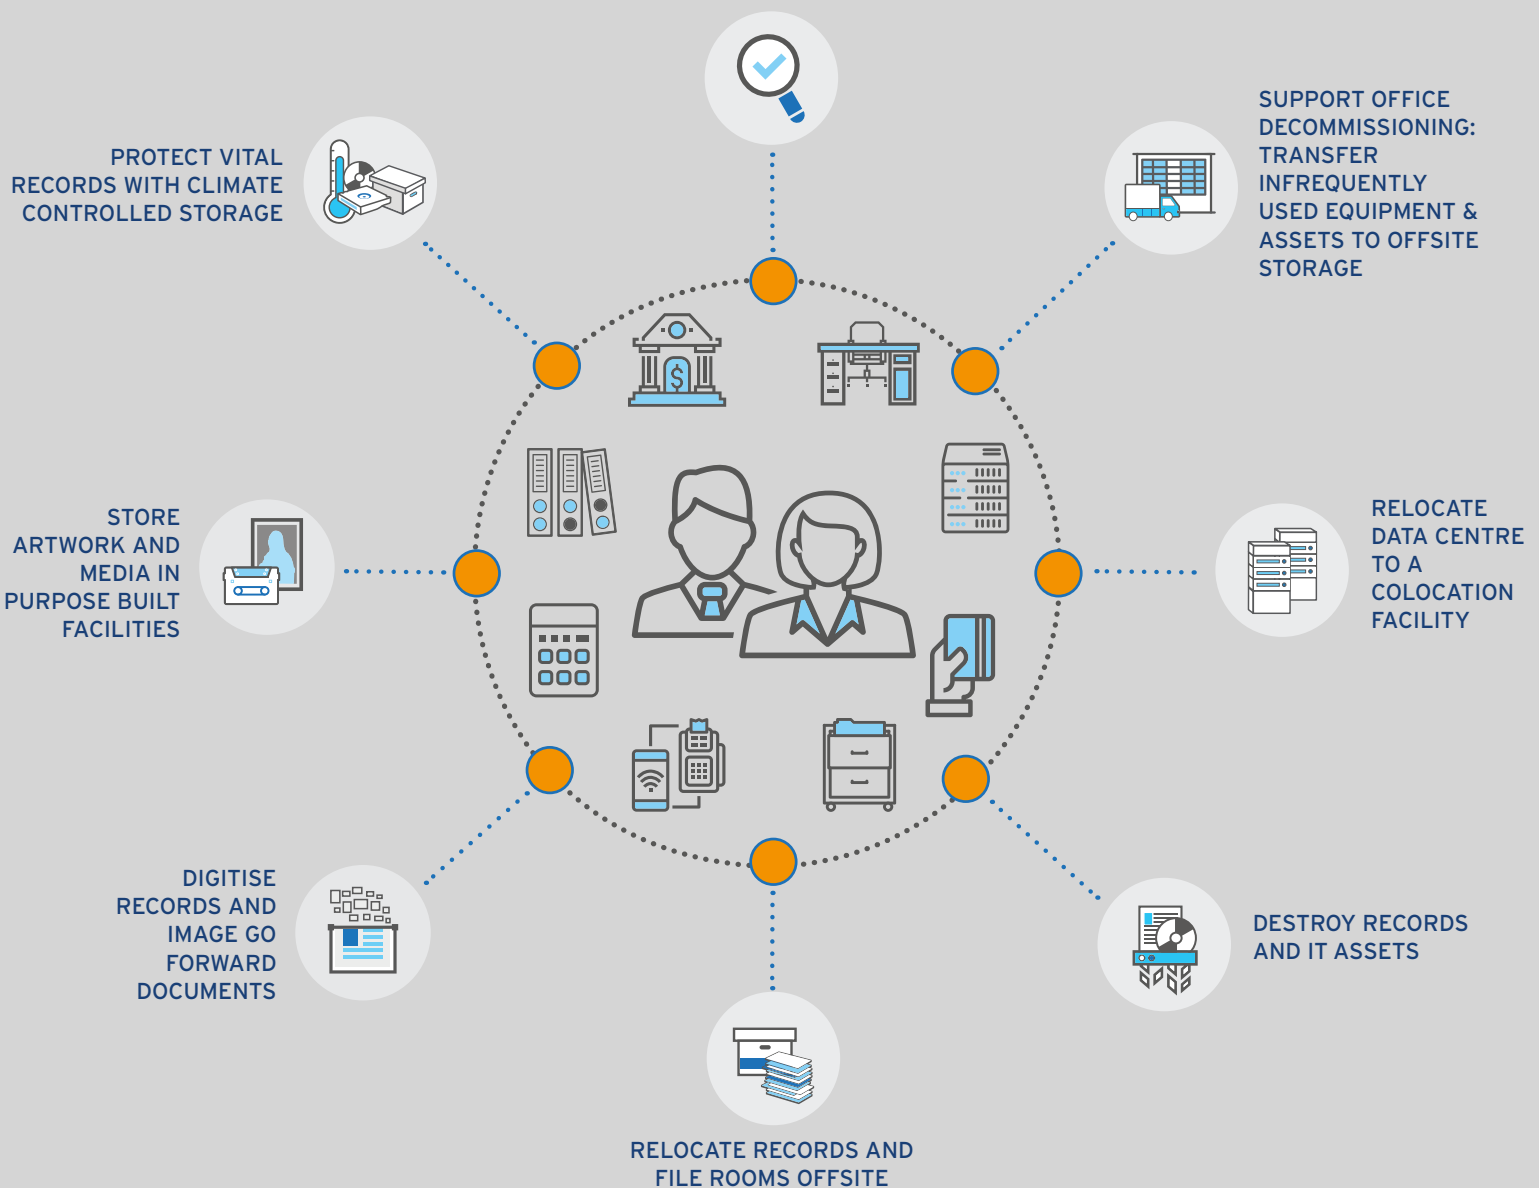 PROTECT VITAL
RECORDS WITH CLIMATE
CONTROLLED STORAGE
SUPPORT OFFICE
DECOMMISSIONING:
TRANSFER
INFREQUENTLY
USED EQUIPMENT &
ASSETS TO OFFSITE
STORAGE
STORE
ARTWORK AND
MEDIA IN
PURPOSE BUILT
FACILITIES
$
RELOCATE
DATA CENTRE
TO A
COLOCATION
FACILITY
DIGITISE
RECORDS AND
IMAGE GO
FORWARD
DOCUMENTS
DESTROY RECORDS
AND IT ASSETS
RELOCATE RECORDS AND
FILE ROOMS OFFSITE